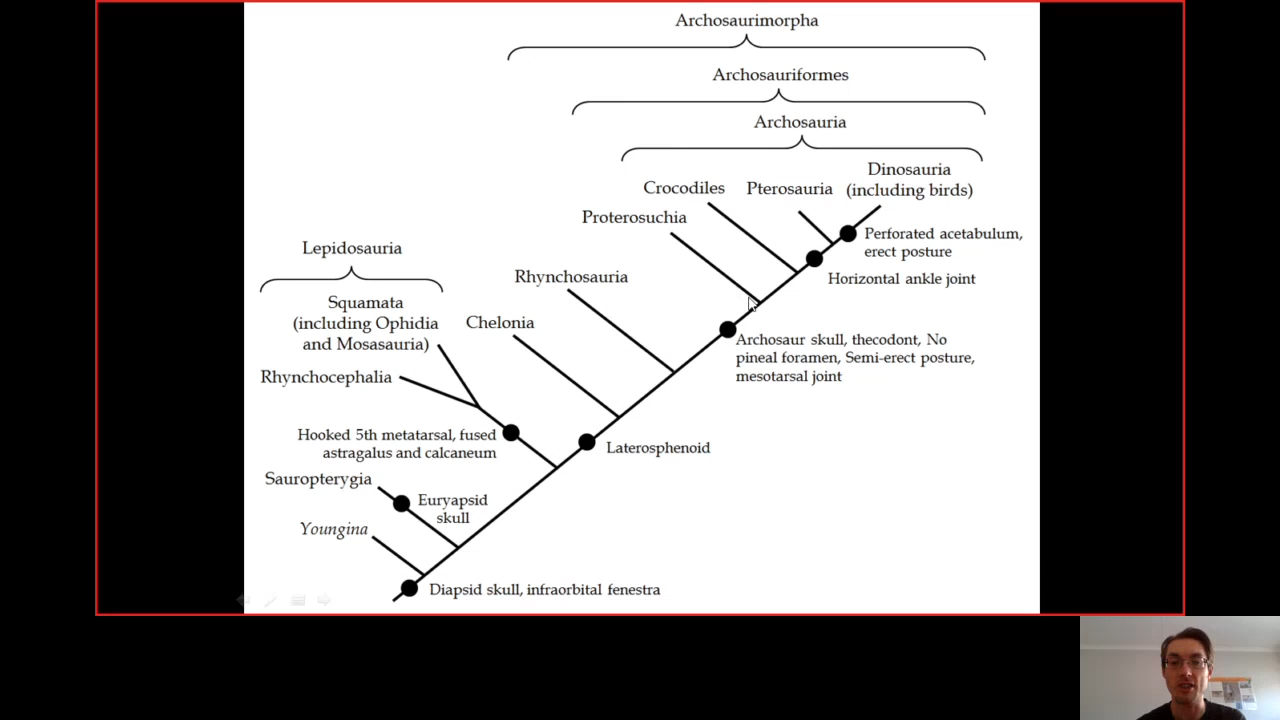 Archosaurimorpha
Archosauriformes
Archosauria
Dinosauria
(including birds)
Crocodiles
Pterosauria
Proterosuchia
Perforated acetabulum,
erect posture
Lepidosauria
Horizontal ankle joint
Rhynchosauria
Squamata
(including Ophidia
and Mosasauria)
Chelonia
Archosaur skull, thecodont, No
pineal foramen, Semi-erect posture,
mesotarsal joint
Rhynchocephalia
Hooked 5th metatarsal, fused
astragalus and calcaneum
Laterosphenoid
Sauropterygia
Euryapsid
skull
Youngina
Diapsid skull, infraorbital fenestra